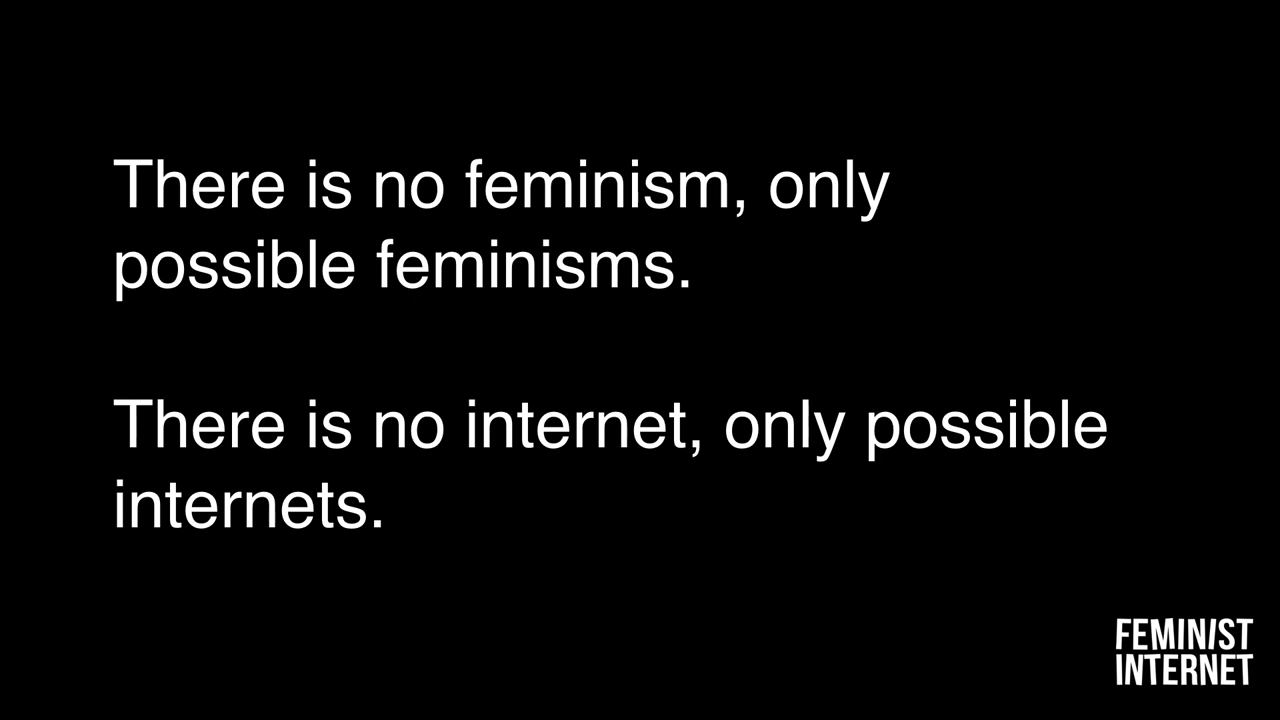 There is no feminism, only
possible feminisms.
There is no internet, only possible
internets.
FEMINIST
INTERNET